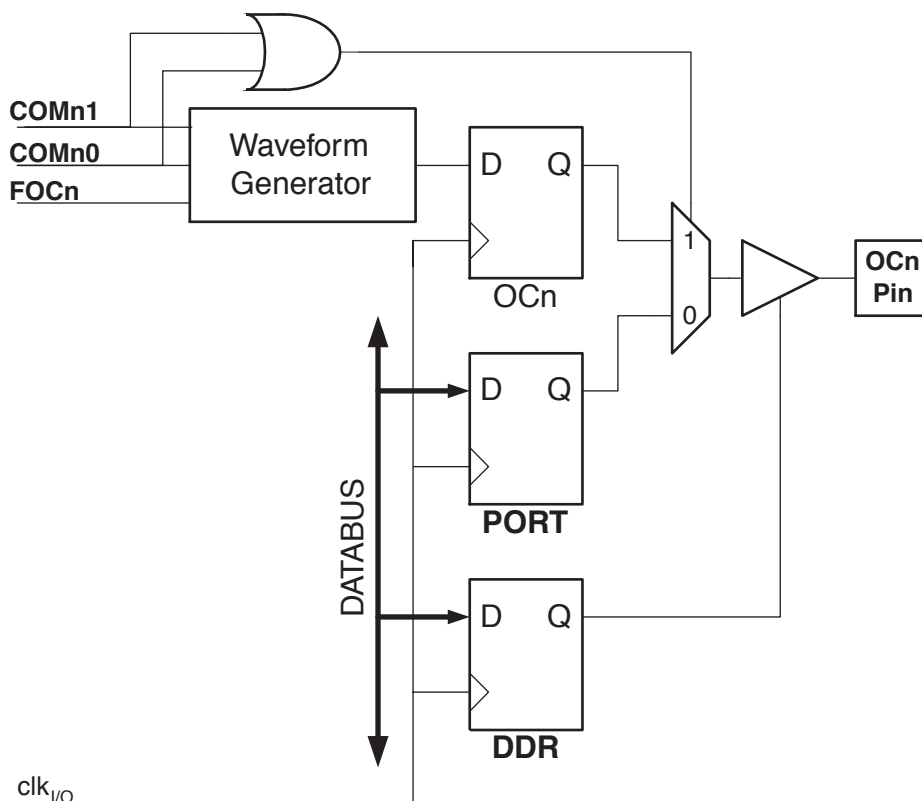 COMn1
COMn0
FOCn
Waveform
Generator
D Q
OCn
1
0
OCn
Pin
D Q
PORT
DATABUS
D Q
DDR
clkI/O